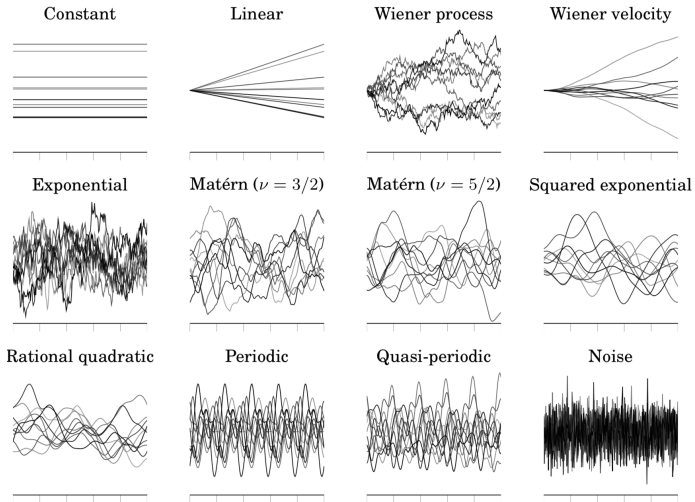 Constant
Linear
Wiener process
Wiener velocity
Exponential
Matérn (ν = 3/2)
Matérn (ν = 5/2)
Squared exponential
Rational quadratic
Periodic
Quasi-periodic
Noise